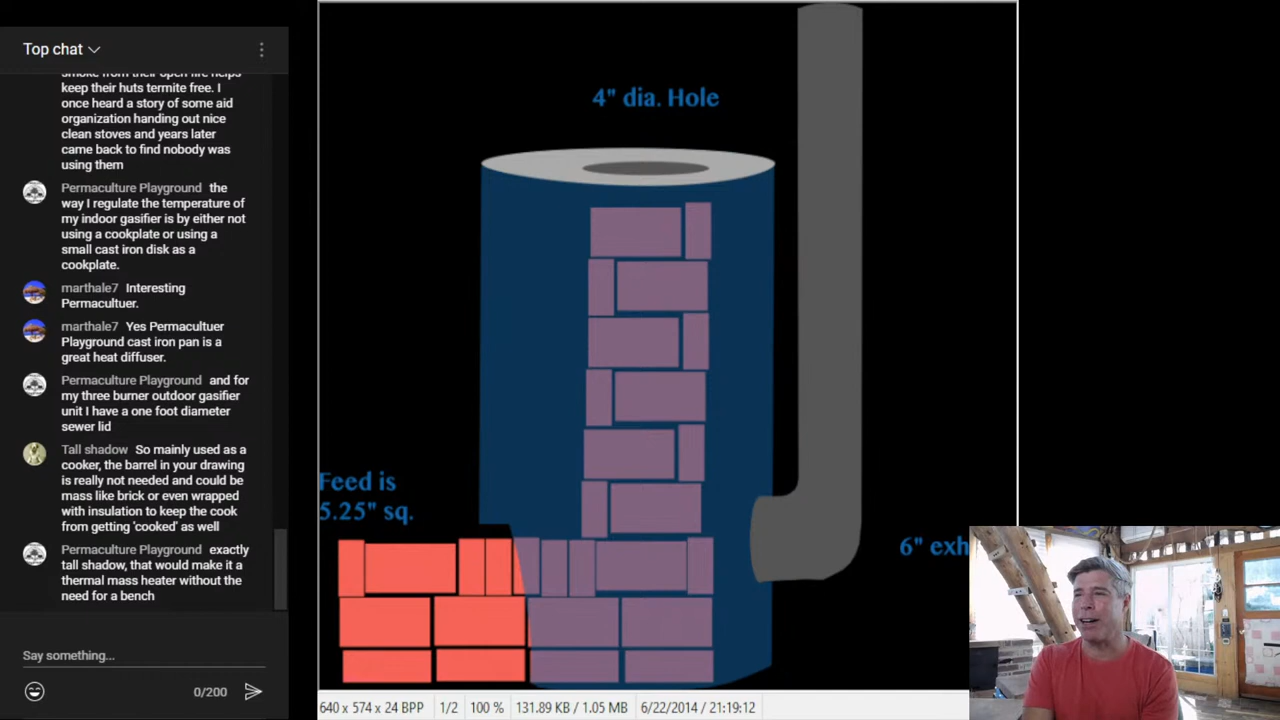 Top chat
smoke from their open fire helps
keep their huts termite free. I
once heard a story of some aid
organization handing out nice
clean stoves and years later
came back to find nobody was
using them
Permaculture Playground the
way I regulate the temperature of
my indoor gasifier is by either not
using a cookplate or using a
small cast iron disk as a
cookplate.
marthale7 Interesting
Permacultuer.
marthale7 Yes Permacultuer
Playground cast iron pan is a
great heat diffuser.
Permaculture Playground and for
my three burner outdoor gasifier
unit I have a one foot diameter
sewer lid
Tall shadow So mainly used as a
cooker, the barrel in your drawing
is really not needed and could be
mass like brick or even wrapped
with insulation to keep the cook
from getting 'cooked' as well
Permaculture Playground exactly
tall shadow, that would make it a
thermal mass heater without the
need for a bench
Say something...
0/200
4" dia. Hole
Feed is
5.25" sq.
6" exh
640 x 574 x 24 BPP 1/2 100 % 131.89 KB / 1.05 MB 6/22/2014 / 21:19:12